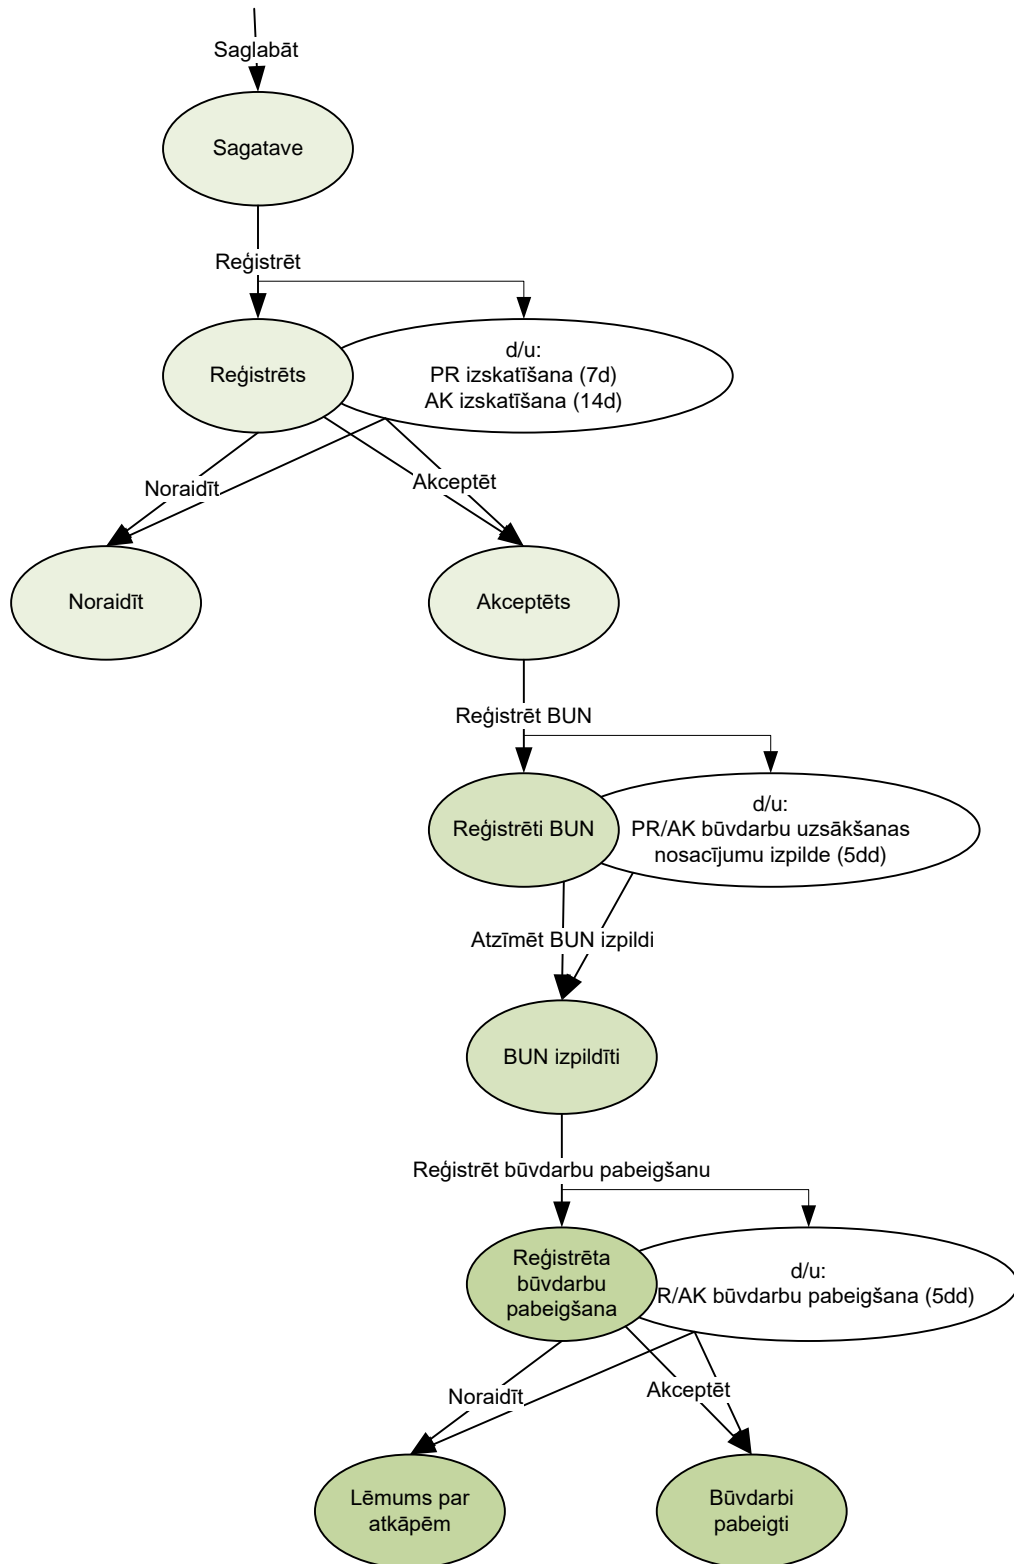 Saglabāt
Sagatave
Reģistrēt
Reģistrēts
d/u:
PR izskatīšana (7d)
AK izskatīšana (14d)
Noraidīt
Akceptēt
Noraidīt
Akceptēts
Reģistrēt BUN
Reģistrēti BUN
d/u:
PR/AK būvdarbu uzsākšanas
nosacījumu izpilde (5dd)
Atzīmēt BUN izpildi
BUN izpildīti
Reģistrēt būvdarbu pabeigšanu
Reģistrēta
būvdarbu
pabeigšana
d/u:
R/AK būvdarbu pabeigšana (5dd)
Noraidīt
Akceptēt
Lēmums par
atkāpēm
Būvdarbi
pabeigti